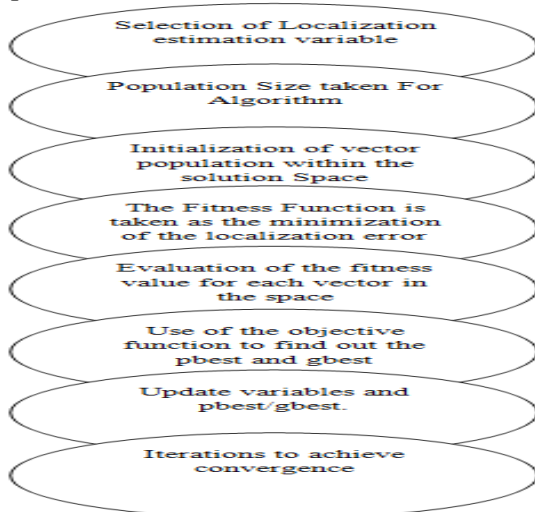 Selection of Localization
estimation variable
Population Size taken For
Algorithm
Initialization of vector
population within the
solution Space
The Fitness Function is
taken as the minimization
of the localization error
Evaluation of the fitness
value for each vector in
the space
Use of the objective
function to find out the
pbest and gbest
Update variables and
pbest/gbest.
Iterations to achieve
convergence